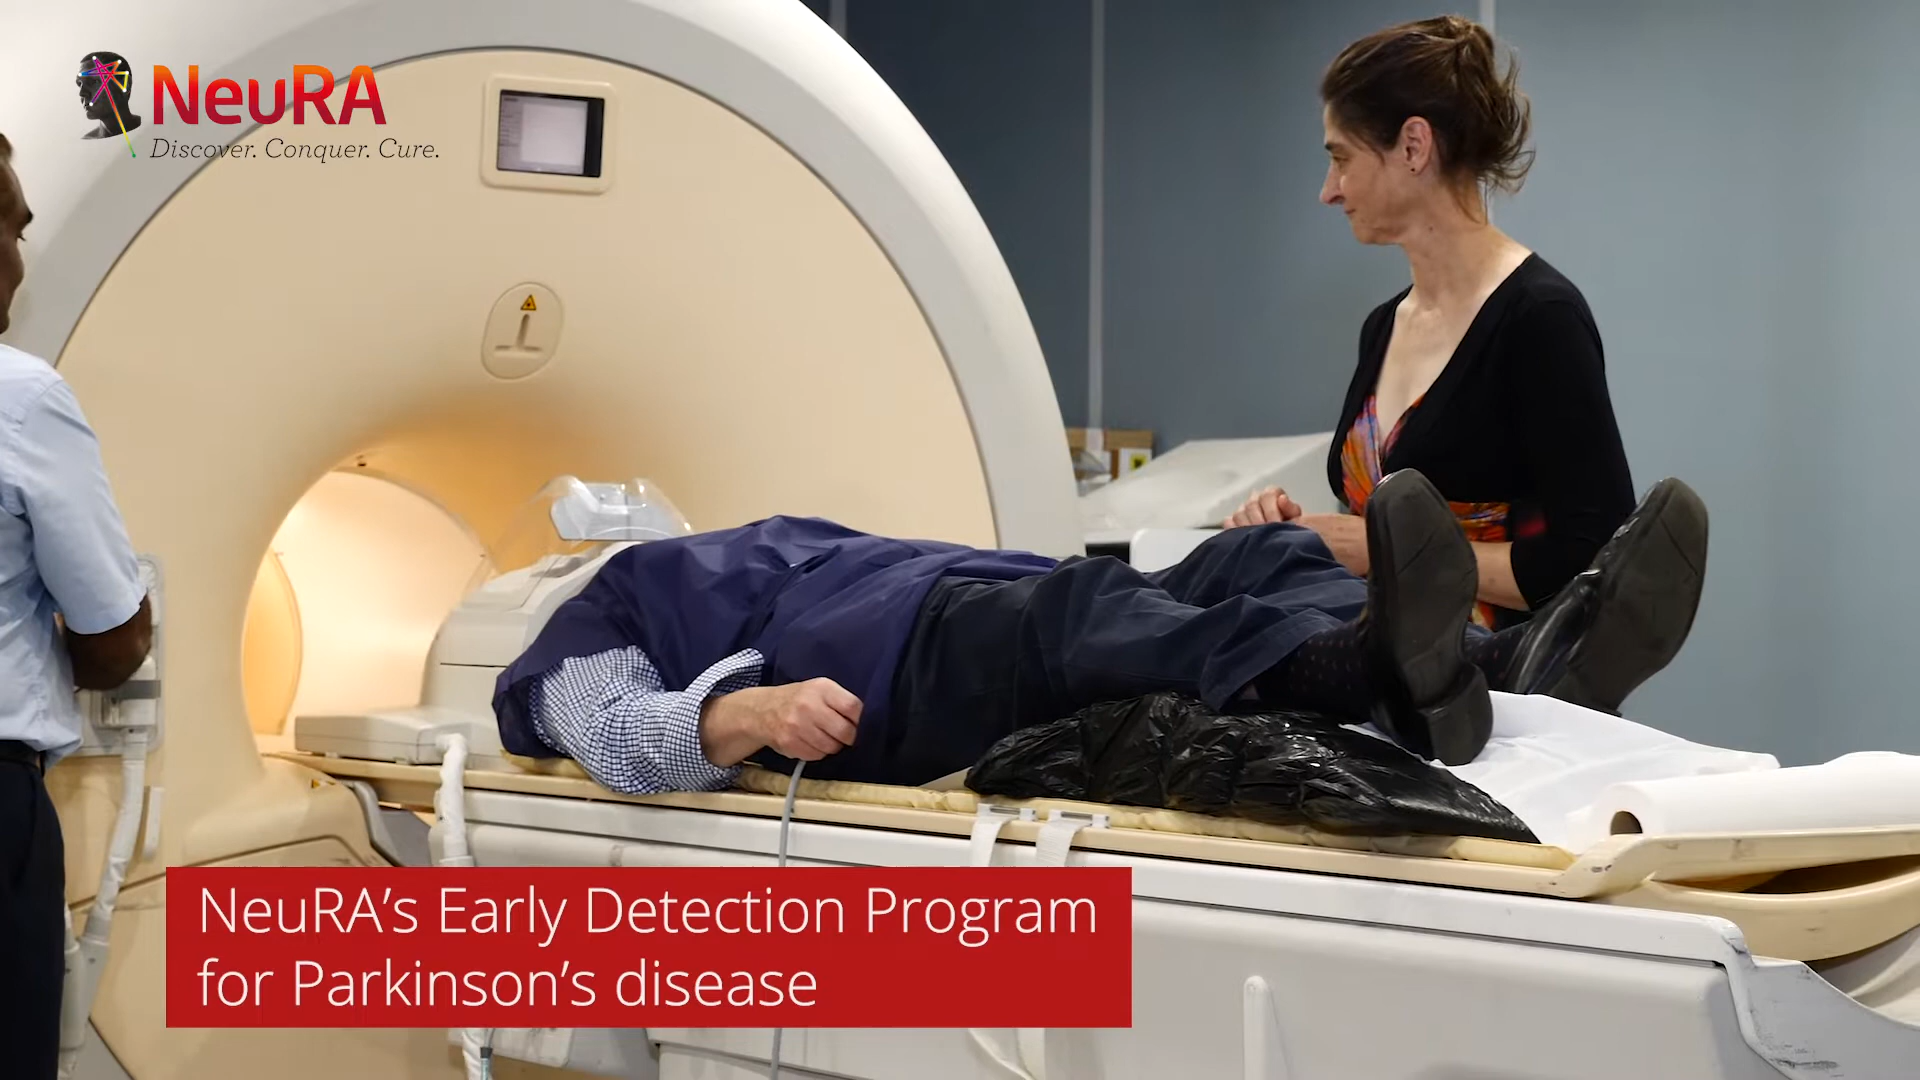 NeuRA
Discover. Conquer. Cure.
NeuRA’s Early Detection Program
for Parkinson’s disease